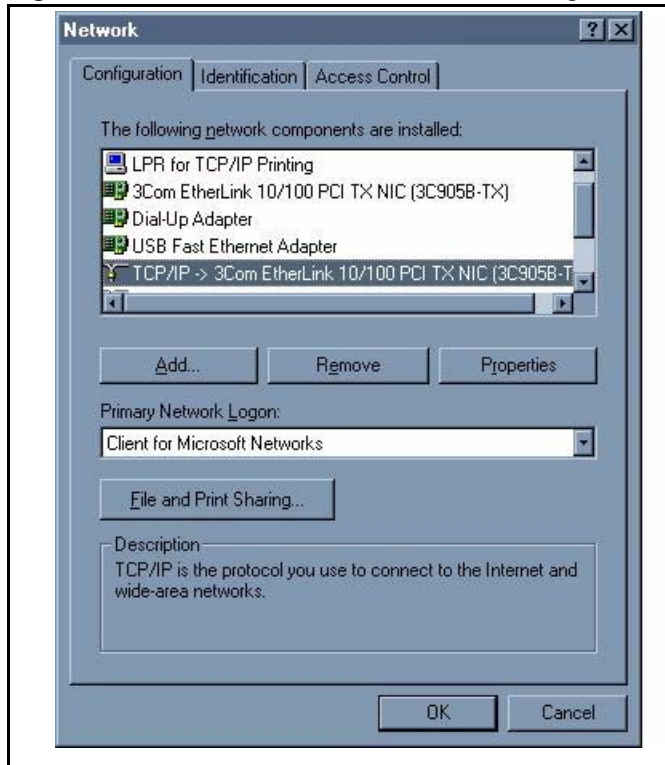 Network
Configuration Identification Access Control
The following network components are installed:
LPR for TCP/IP Printing
3Com EtherLink 10/100 PCI TX NIC (3C905B-TX)
Dial-Up Adapter
USB Fast Ethernet Adapter
TCP/IP -> 3Com EtherLink 10/100 PCI TX NIC (3C905B-T
Add... Remove Properties
Primary Network Logon:
Client for Microsoft Networks
File and Print Sharing...
Description
TCP/IP is the protocol you use to connect to the Internet and
wide-area networks.
OK Cancel